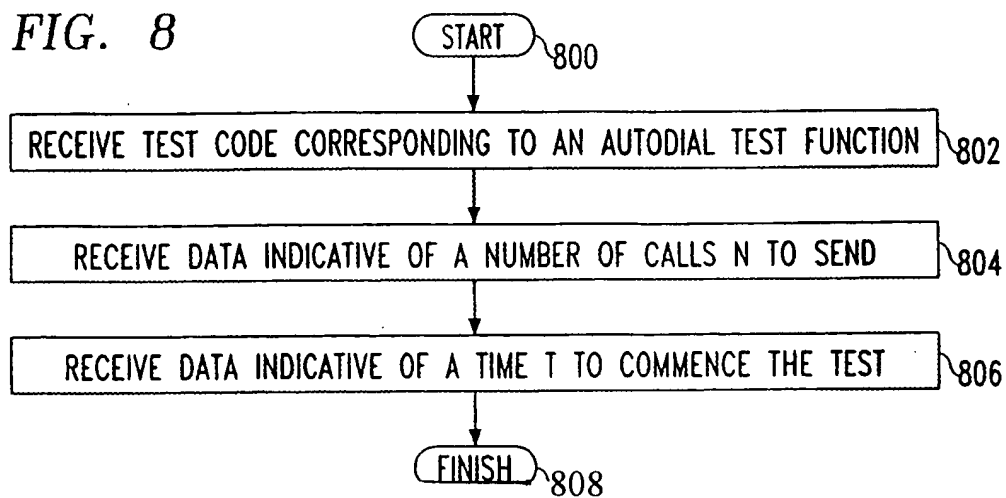 FIG. 8
START
800
RECEIVE TEST CODE CORRESPONDING TO AN AUTODIAL TEST FUNCTION
802
RECEIVE DATA INDICATIVE OF A NUMBER OF CALLS N TO SEND
804
RECEIVE DATA INDICATIVE OF A TIME T TO COMMENCE THE TEST
806
FINISH
808